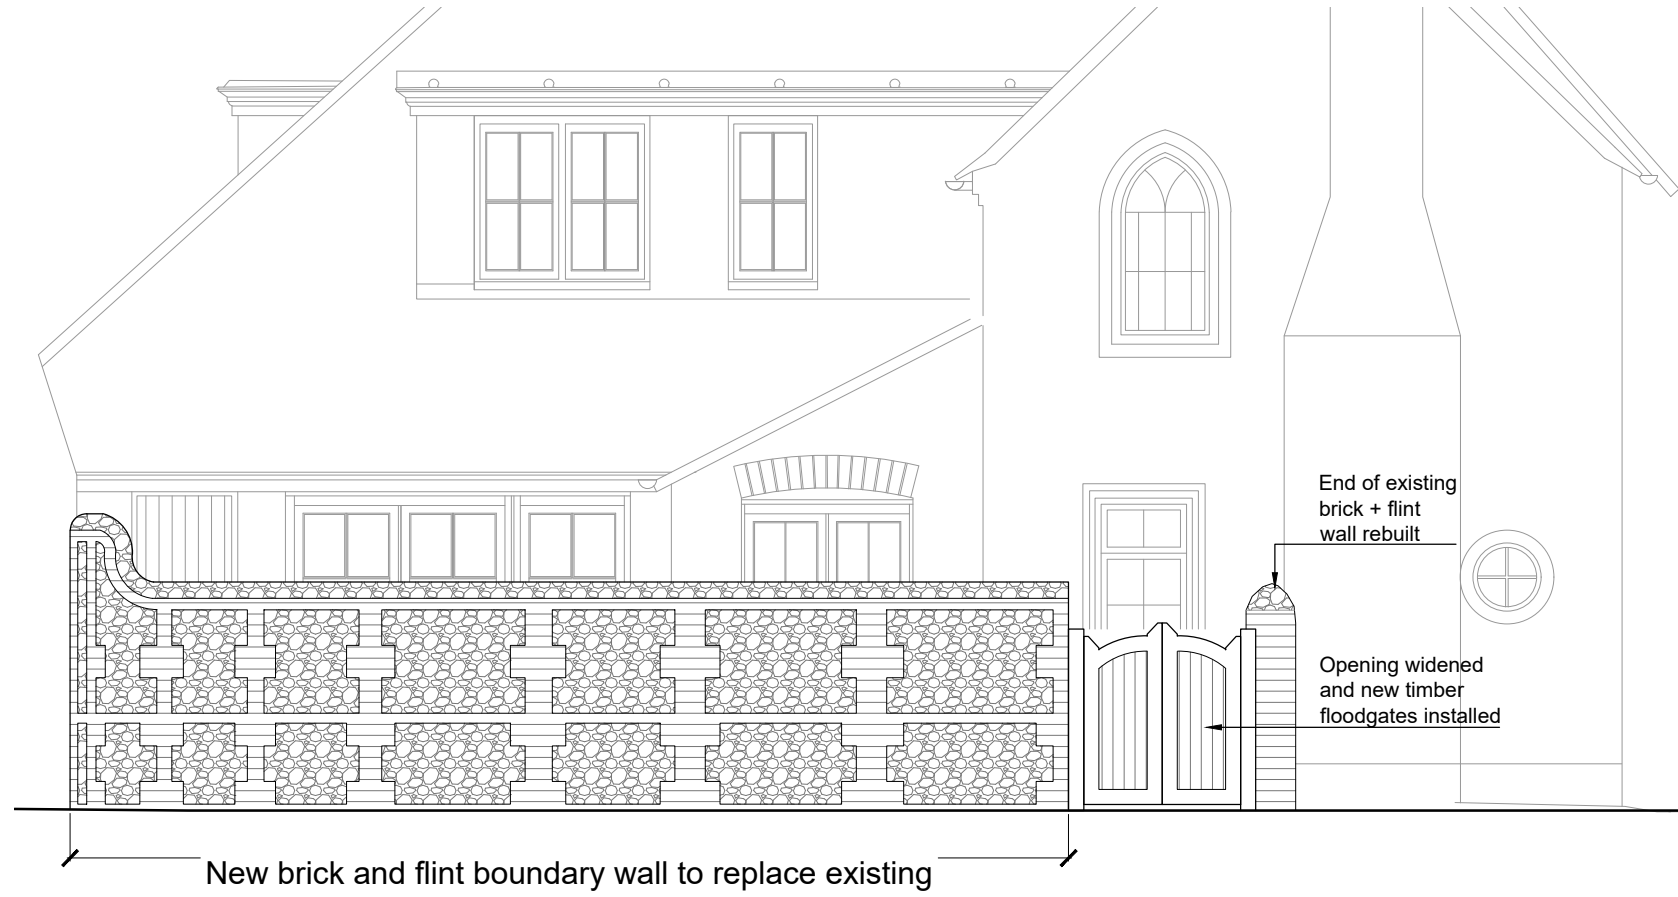 End of existing
brick + flint
wall rebuilt
Opening widened
and new timber
floodgates installed
New brick and flint boundary wall to replace existing